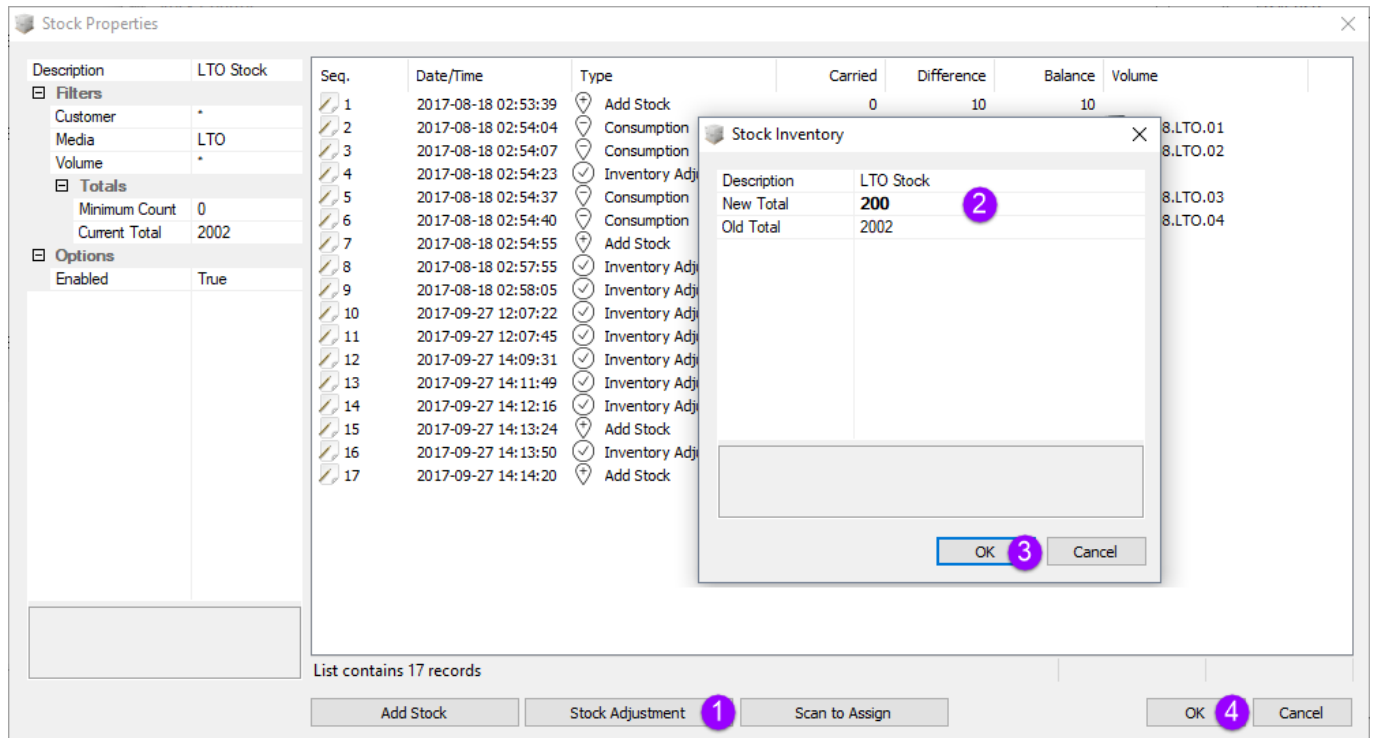 Stock Properties
Description LTO Stock
Filters
Customer *
Media LTO
Volume *
Totals
Minimum Count 0
Current Total 2002
Options
Enabled True
Seq. Date/Time Type Carried Difference Balance Volume
1 2017-08-18 02:53:39 Add Stock 0 10 10
2 2017-08-18 02:54:04 Consumption 8.LTO.01
3 2017-08-18 02:54:07 Consumption 8.LTO.02
4 2017-08-18 02:54:23 Inventory Adj
5 2017-08-18 02:54:37 Consumption 8.LTO.03
6 2017-08-18 02:54:40 Consumption 8.LTO.04
7 2017-08-18 02:54:55 Add Stock
8 2017-08-18 02:57:55 Inventory Adj
9 2017-08-18 02:58:05 Inventory Adj
10 2017-09-27 12:07:22 Inventory Adj
11 2017-09-27 12:07:45 Inventory Adj
12 2017-09-27 14:09:31 Inventory Adj
13 2017-09-27 14:11:49 Inventory Adj
14 2017-09-27 14:12:16 Inventory Adj
15 2017-09-27 14:13:24 Add Stock
16 2017-09-27 14:13:50 Inventory Adj
17 2017-09-27 14:14:20 Add Stock
Stock Inventory
Description LTO Stock
New Total 200 2
Old Total 2002
OK 3 Cancel
List contains 17 records
Add Stock Stock Adjustment 1 Scan to Assign OK 4 Cancel